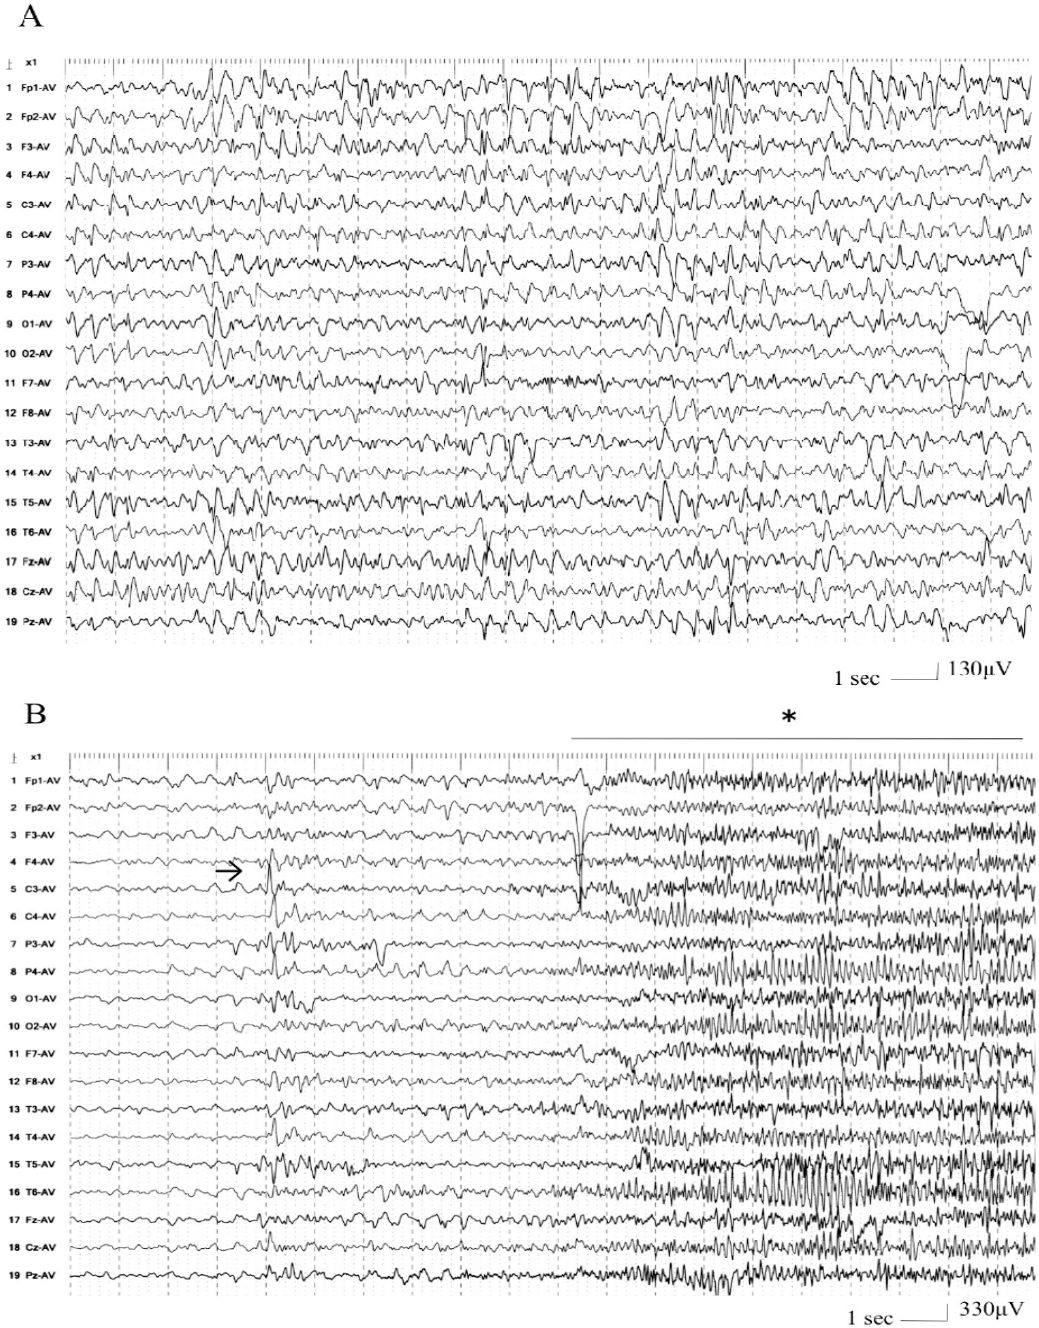 A
x1
1 Fp1-AV
2 Fp2-AV
3 F3-AV
4 F4-AV
5 C3-AV
6 C4-AV
7 P3-AV
8 P4-AV
9 O1-AV
10 O2-AV
11 F7-AV
12 F8-AV
13 T3-AV
14 T4-AV
15 T5-AV
16 T6-AV
17 Fz-AV
18 Cz-AV
19 Pz-AV
1 sec 130μV
B
*
x1
1 Fp1-AV
2 Fp2-AV
3 F3-AV
4 F4-AV
5 C3-AV
6 C4-AV
7 P3-AV
8 P4-AV
9 O1-AV
10 O2-AV
11 F7-AV
12 F8-AV
13 T3-AV
14 T4-AV
15 T5-AV
16 T6-AV
17 Fz-AV
18 Cz-AV
19 Pz-AV
1 sec 330μV